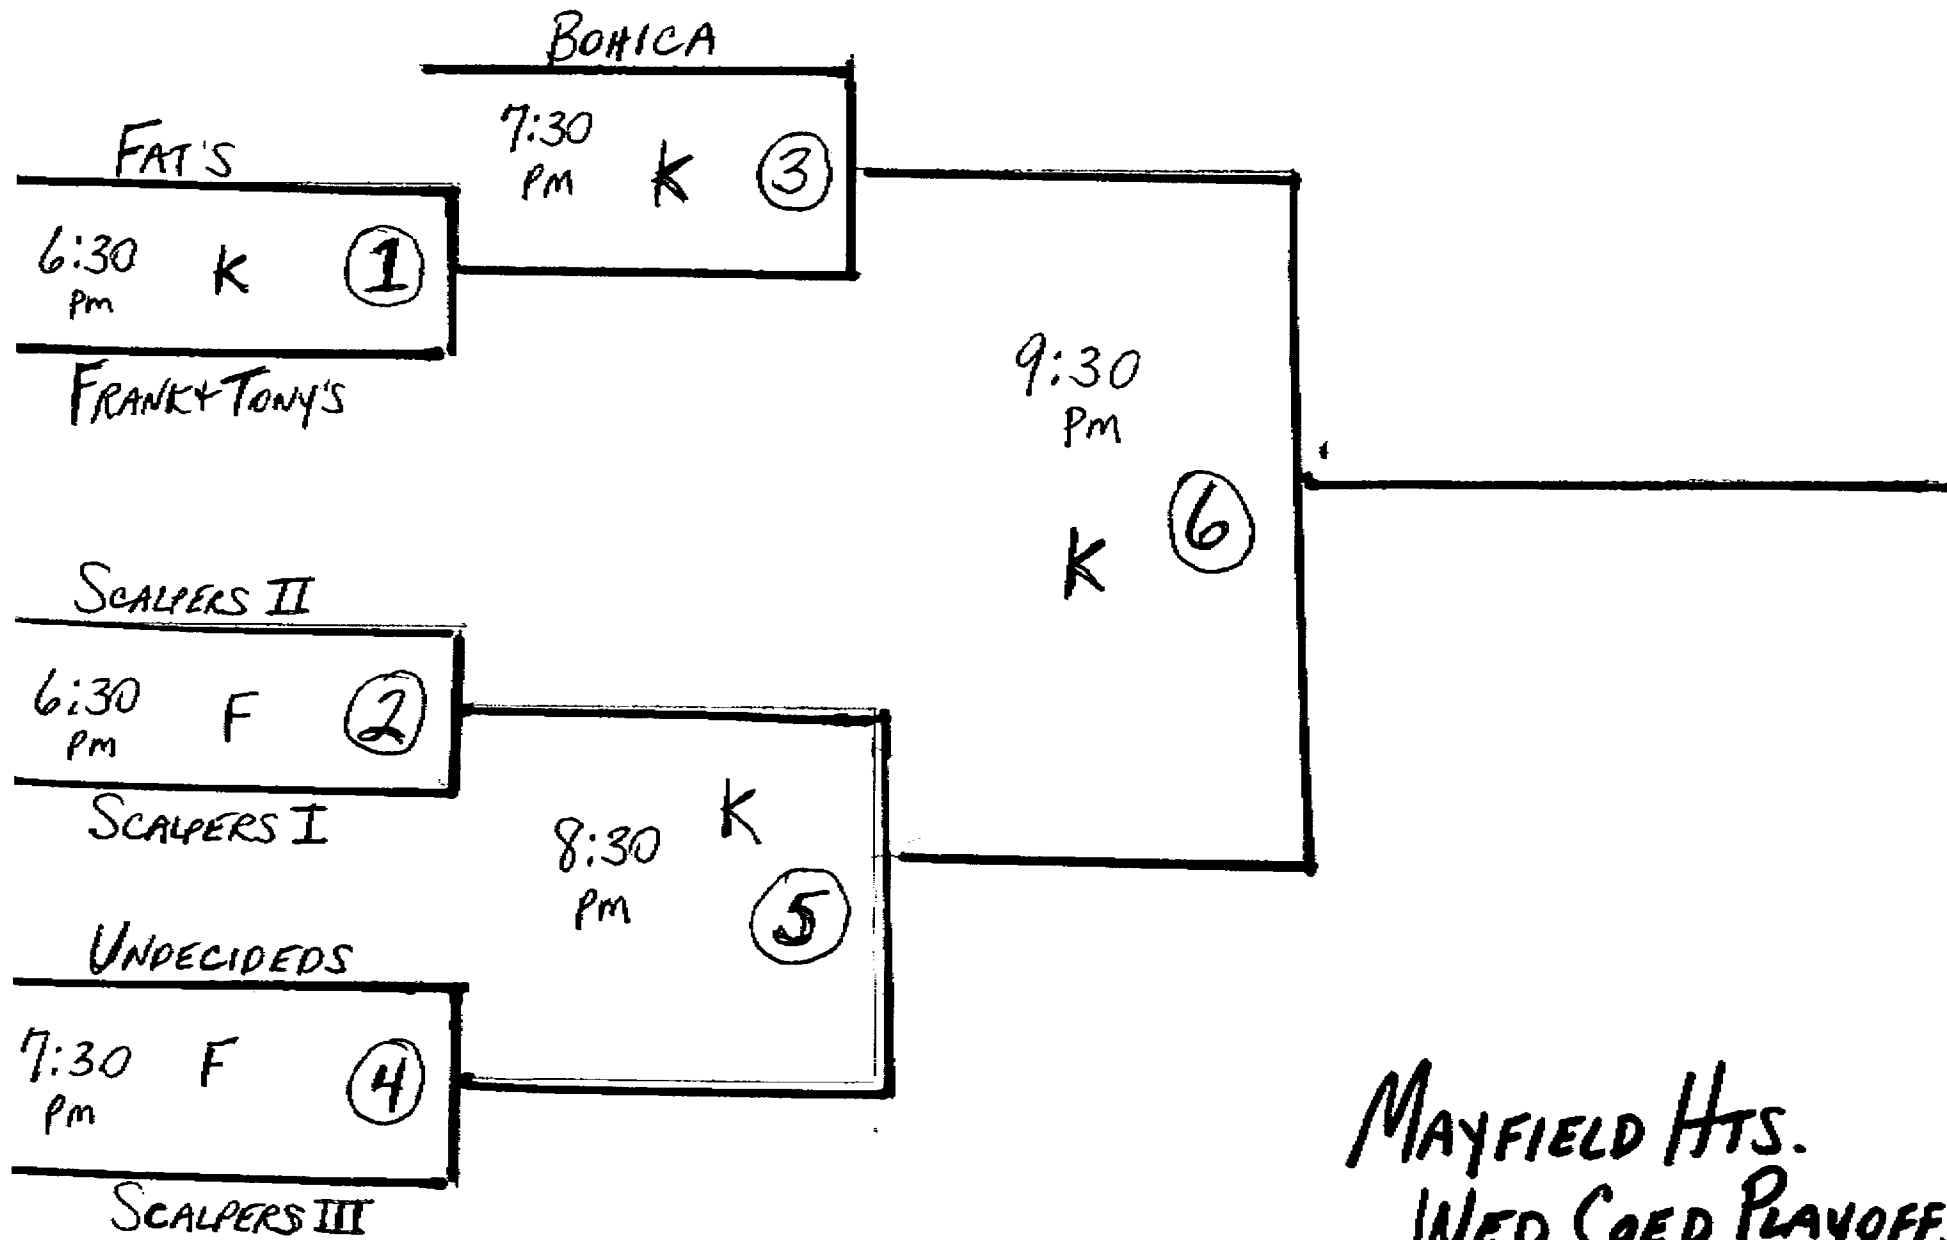 BOHICA
7:30 K ③
PM
FAT'S
6:30 K ①
PM
FRANK+TONY'S
9:30
PM
K ⑥
SCALPERS II
6:30 F ②
PM
SCALPERS I
K
8:30
PM ⑤
UNDECIDEDS
7:30 F ④
PM
SCALPERS III
MAYFIELD HTS.
WED COED PLAYOFF